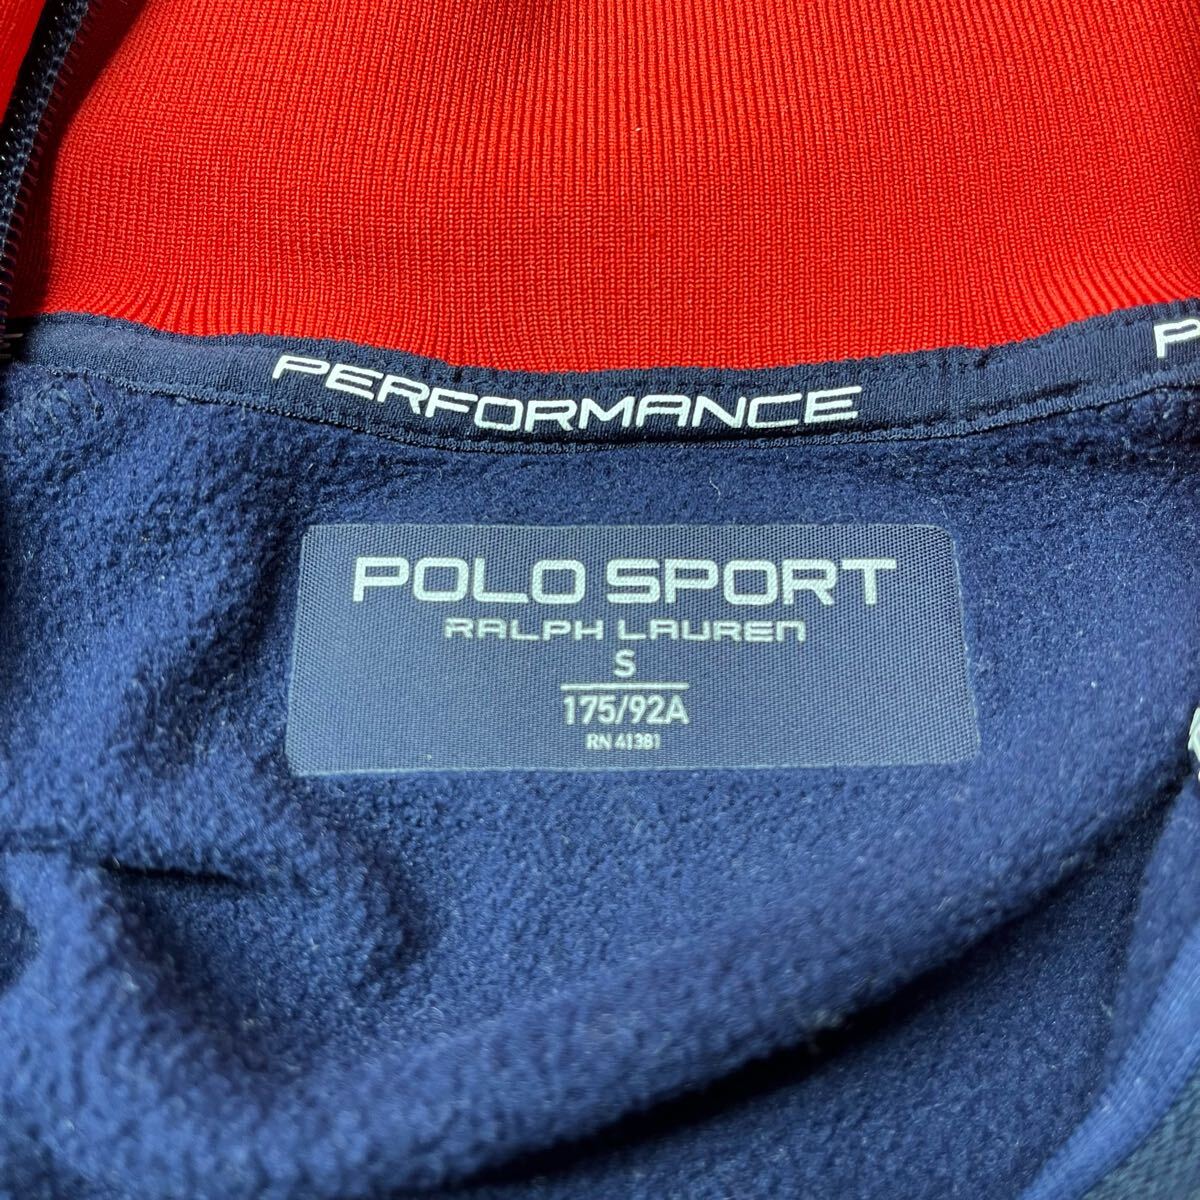 PERFORMANCE
P
POLO SPORT
RALPH LAUREN
S
175/92A
RN 41381